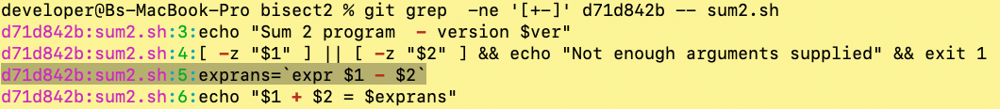 developer@Bs-MacBook-Pro bisect2 % git grep  -ne '[+-]' d71d842b -- sum2.sh
d71d842b:sum2.sh:3:echo "Sum 2 program  - version $ver"
d71d842b:sum2.sh:4:[ -z "$1" ] || [ -z "$2" ] && echo "Not enough arguments supplied" && exit 1
d71d842b:sum2.sh:5:exprans=`expr $1 - $2`
d71d842b:sum2.sh:6:echo "$1 + $2 = $exprans"